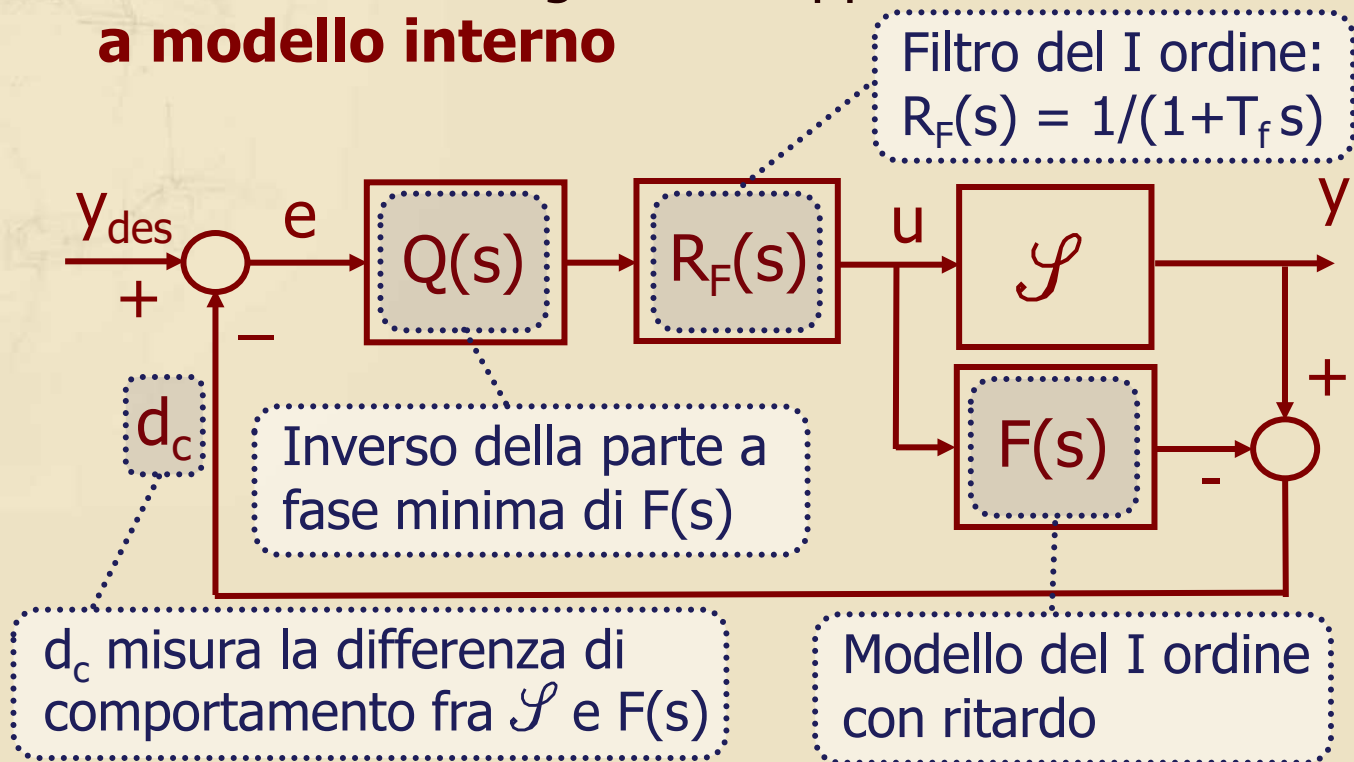 a modello interno
Filtro del I ordine:
R_F(s) = 1/(1+T_f s)
y_des
e
Q(s)
R_F(s)
u
𝒮
y
+
–
+
d_c
Inverso della parte a
fase minima di F(s)
F(s)
-
d_c misura la differenza di
comportamento fra 𝒮 e F(s)
Modello del I ordine
con ritardo